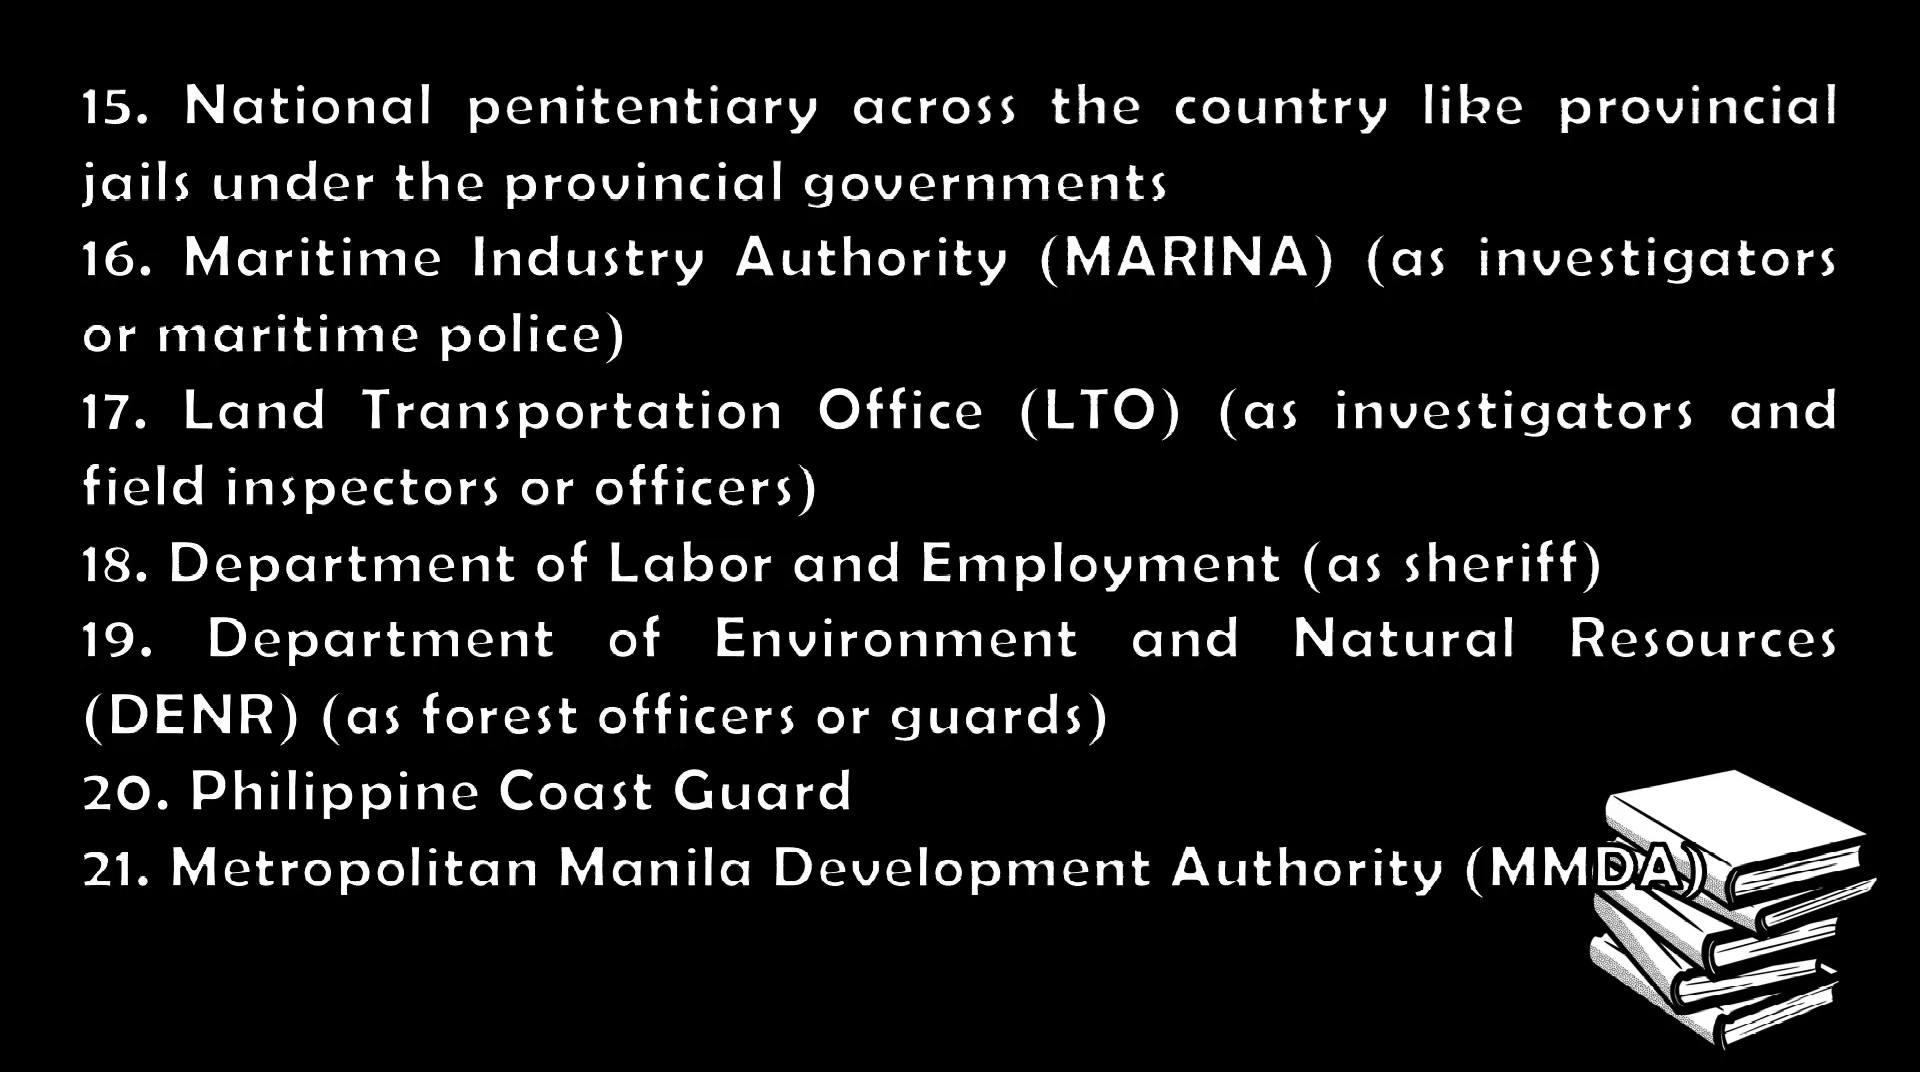 15. National penitentiary across the country like provincial
jails under the provincial governments
16. Maritime Industry Authority (MARINA) (as investigators
or maritime police)
17. Land Transportation Office (LTO) (as investigators and
field inspectors or officers)
18. Department of Labor and Employment (as sheriff)
19. Department of Environment and Natural Resources
(DENR) (as forest officers or guards)
20. Philippine Coast Guard
21. Metropolitan Manila Development Authority (MMDA)